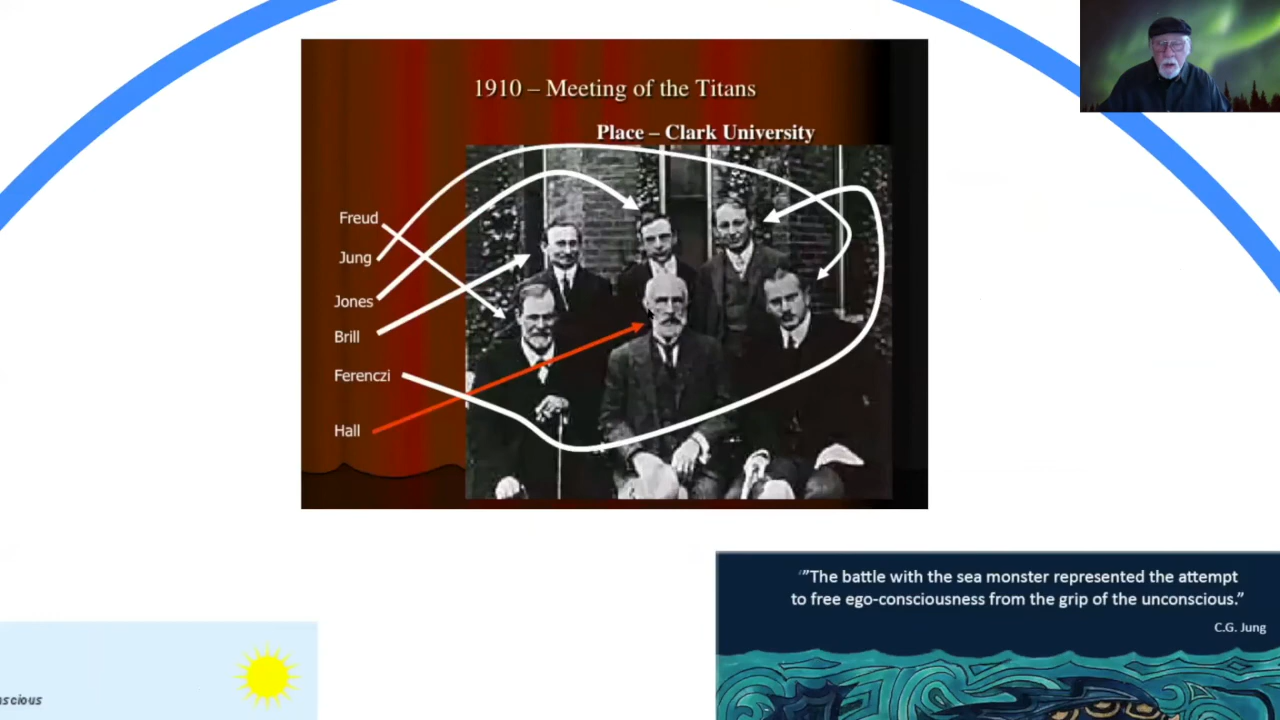 1910 – Meeting of the Titans
Place – Clark University
Freud
Jung
Jones
Brill
Ferenczi
Hall
”The battle with the sea monster represented the attempt
to free ego-consciousness from the grip of the unconscious.”
C.G. Jung